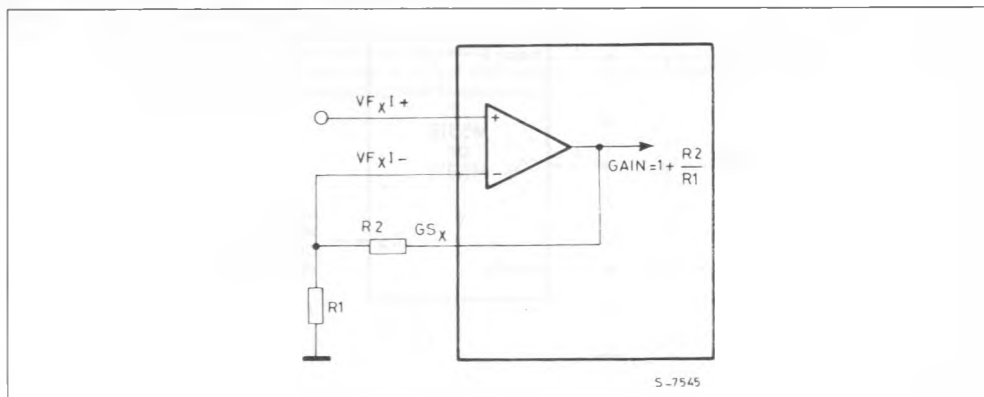 VFxI+
VFxI-
+
-
GAIN=1+ R2/R1
R2
GSx
R1
S-7545